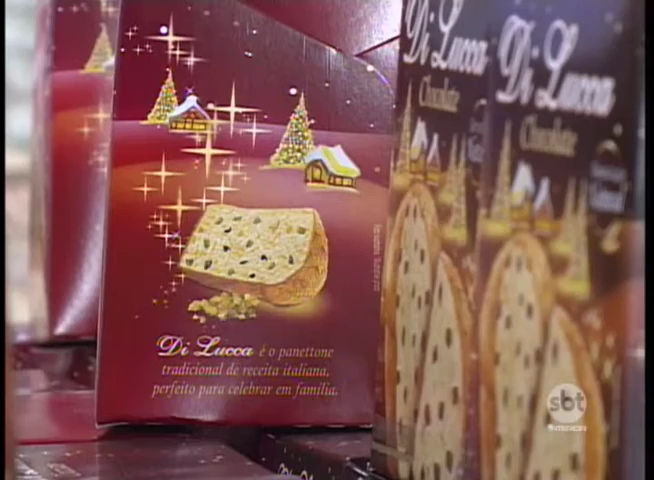 Di Lucca
Chocolate
Di Lucca
Chocolate
Di Lucca é o panettone
tradicional de receita italiana,
perfeito para celebrar em família.
sbt